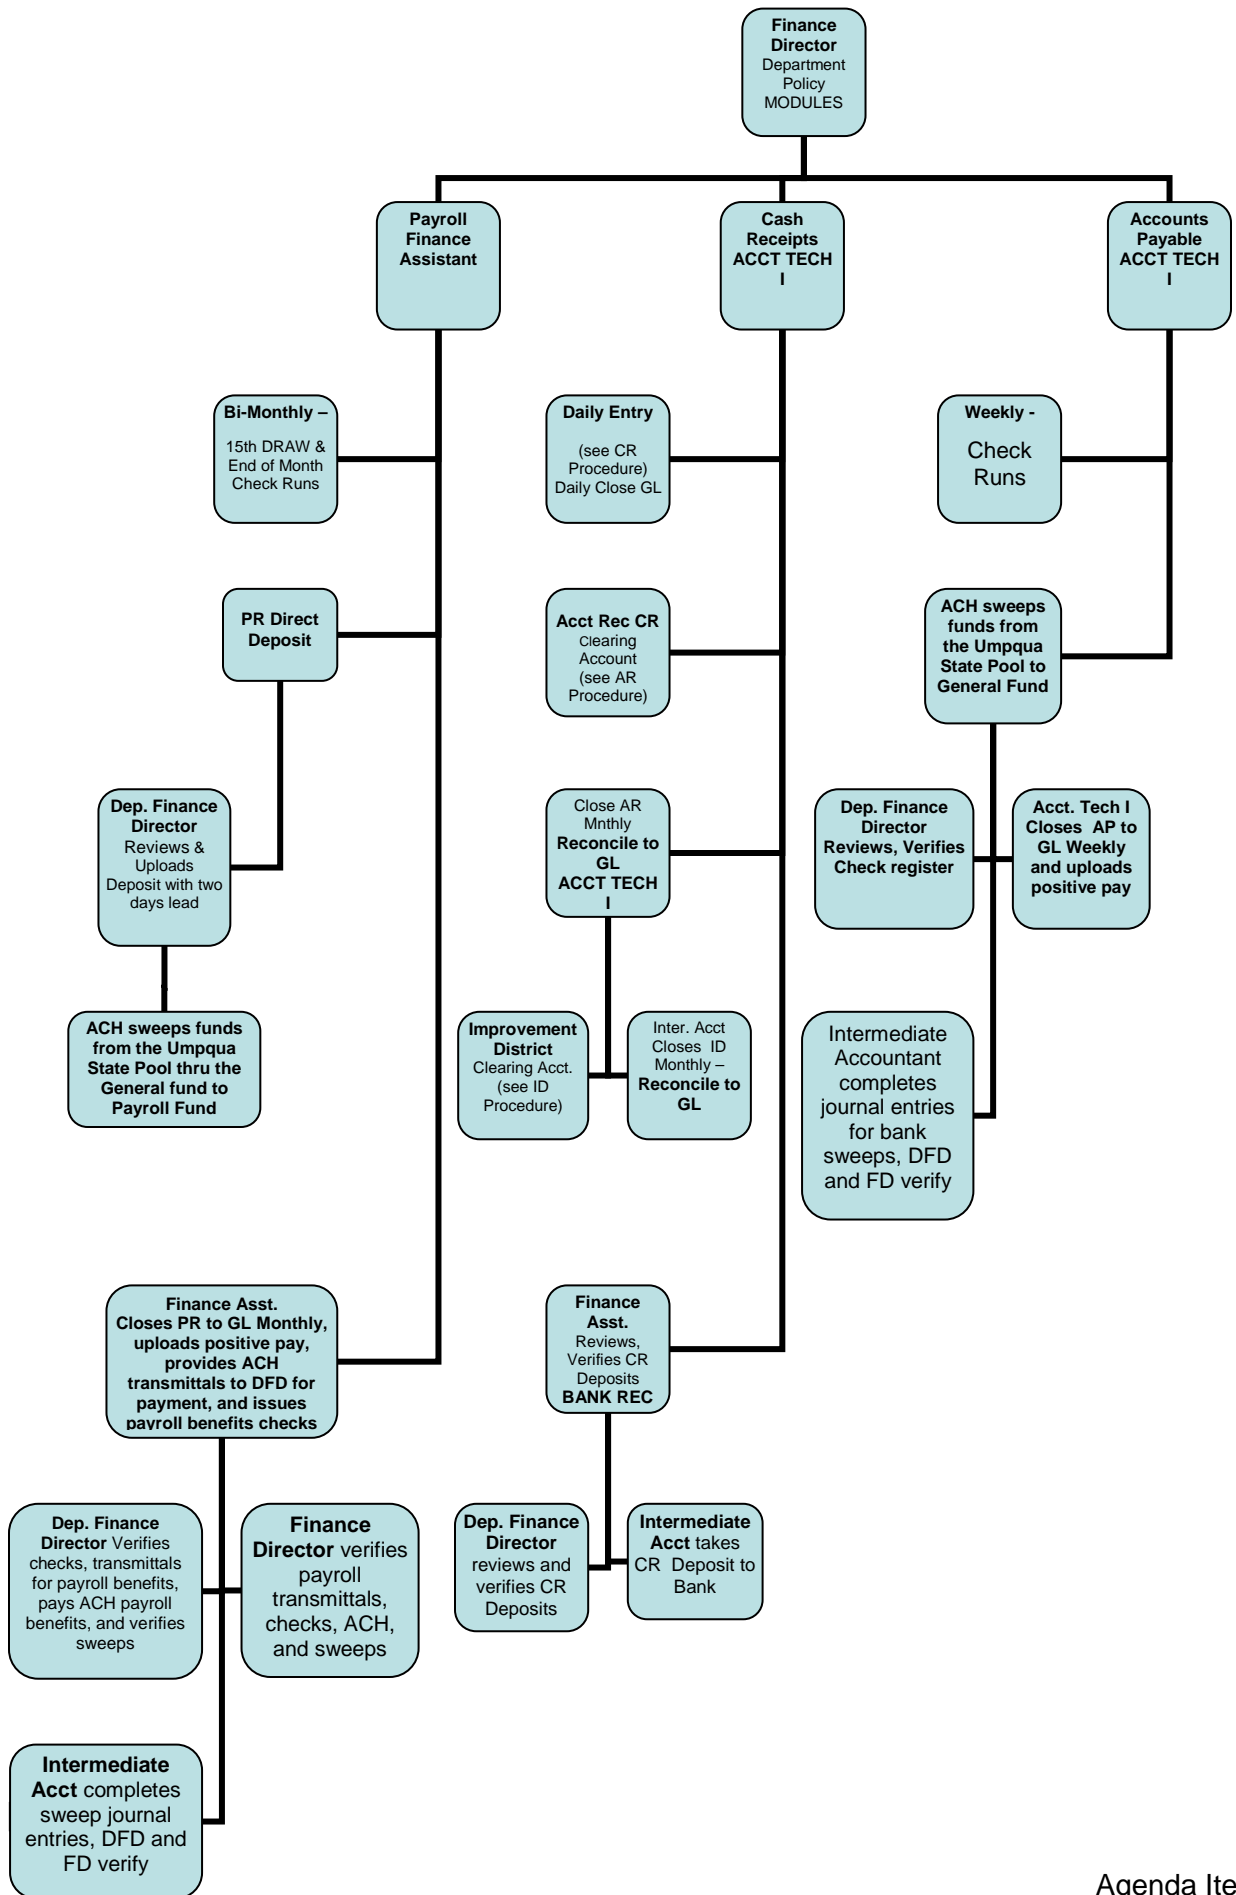 Finance
Director
Department
Policy
MODULES
Payroll
Finance
Assistant
Cash
Receipts
ACCT TECH
I
Accounts
Payable
ACCT TECH
I
Bi-Monthly –
15th DRAW &
End of Month
Check Runs
Daily Entry
(see CR
Procedure)
Daily Close GL
Weekly -
Check
Runs
PR Direct
Deposit
Acct Rec CR
Clearing
Account
(see AR
Procedure)
ACH sweeps
funds from
the Umpqua
State Pool to
General Fund
Dep. Finance
Director
Reviews &
Uploads
Deposit with two
days lead
Close AR
Mnthly
Reconcile to
GL
ACCT TECH
I
Dep. Finance
Director
Reviews, Verifies
Check register
Acct. Tech I
Closes AP to
GL Weekly
and uploads
positive pay
ACH sweeps funds
from the Umpqua
State Pool thru the
General fund to
Payroll Fund
Improvement
District
Clearing Acct.
(see ID
Procedure)
Inter. Acct
Closes ID
Monthly –
Reconcile to
GL
Intermediate
Accountant
completes
journal entries
for bank
sweeps, DFD
and FD verify
Finance Asst.
Closes PR to GL Monthly,
uploads positive pay,
provides ACH
transmittals to DFD for
payment, and issues
payroll benefits checks
Finance
Asst.
Reviews,
Verifies CR
Deposits
BANK REC
Dep. Finance
Director Verifies
checks, transmittals
for payroll benefits,
pays ACH payroll
benefits, and verifies
sweeps
Finance
Director verifies
payroll
transmittals,
checks, ACH,
and sweeps
Dep. Finance
Director
reviews and
verifies CR
Deposits
Intermediate
Acct takes
CR Deposit to
Bank
Intermediate
Acct completes
sweep journal
entries, DFD and
FD verify
Agenda Ite